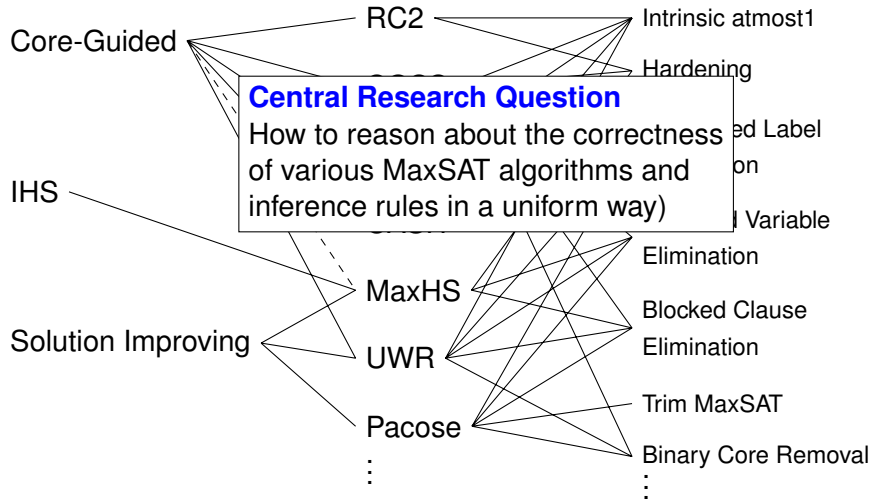 Core-Guided
IHS
Solution Improving
RC2
Central Research Question
How to reason about the correctness
of various MaxSAT algorithms and
inference rules in a uniform way)
MaxHS
UWR
Pacose
⋮
Intrinsic atmost1
Hardening
Label
Variable
Elimination
Blocked Clause
Elimination
Trim MaxSAT
Binary Core Removal
⋮